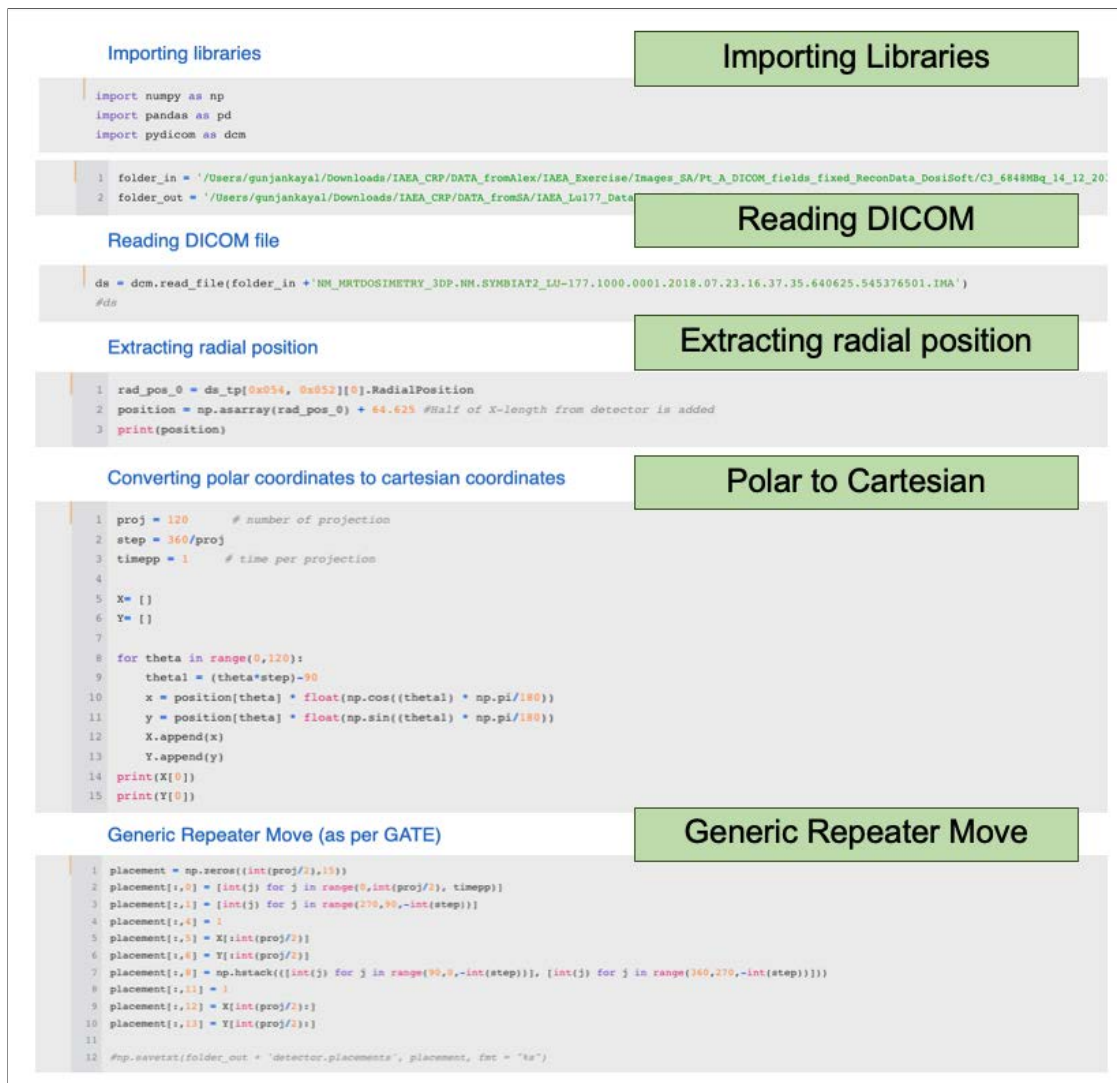 Importing libraries
Importing Libraries
import numpy as np
import pandas as pd
import pydicom as dcm
1 folder_in = '/Users/gunjankayal/Downloads/IAEA_CRP/DATA_fromAlex/IAEA_Exercise/Images_SA/Pt_A_DICOM_fields_fixed_ReconData_DosiSoft/C3_6848MBq_14_12_20
2 folder_out = '/Users/gunjankayal/Downloads/IAEA_CRP/DATA_fromSA/IAEA_Lu177_Data
Reading DICOM
Reading DICOM file
ds = dcm.read_file(folder_in +'NM_MRTDOSIMETRY_3DP.NM.SYMBIAT2_LU-177.1000.0001.2018.07.23.16.37.35.640625.545376501.IMA')
#ds
Extracting radial position
Extracting radial position
1 rad_pos_0 = ds_tp[0x054, 0x052][0].RadialPosition
2 position = np.asarray(rad_pos_0) + 64.625 #Half of X-length from detector is added
3 print(position)
Converting polar coordinates to cartesian coordinates
Polar to Cartesian
1 proj = 120 # number of projection
2 step = 360/proj
3 timepp = 1 # time per projection
4
5 X= []
6 Y= []
7
8 for theta in range(0,120):
9 theta1 = (theta*step)-90
10 x = position[theta] * float(np.cos((theta1) * np.pi/180))
11 y = position[theta] * float(np.sin((theta1) * np.pi/180))
12 X.append(x)
13 Y.append(y)
14 print(X[0])
15 print(Y[0])
Generic Repeater Move (as per GATE)
Generic Repeater Move
1 placement = np.zeros((int(proj/2),15))
2 placement[:,0] = [int(j) for j in range(0,int(proj/2), timepp)]
3 placement[:,1] = [int(j) for j in range(270,90,-int(step))]
4 placement[:,4] = 1
5 placement[:,5] = X[:int(proj/2)]
6 placement[:,6] = Y[:int(proj/2)]
7 placement[:,8] = np.hstack(([int(j) for j in range(90,0,-int(step))], [int(j) for j in range(360,270,-int(step))]))
8 placement[:,11] = 1
9 placement[:,12] = X[int(proj/2):]
10 placement[:,13] = Y[int(proj/2):]
11
12 #np.savetxt(folder_out + 'detector.placements', placement, fmt = "%s")